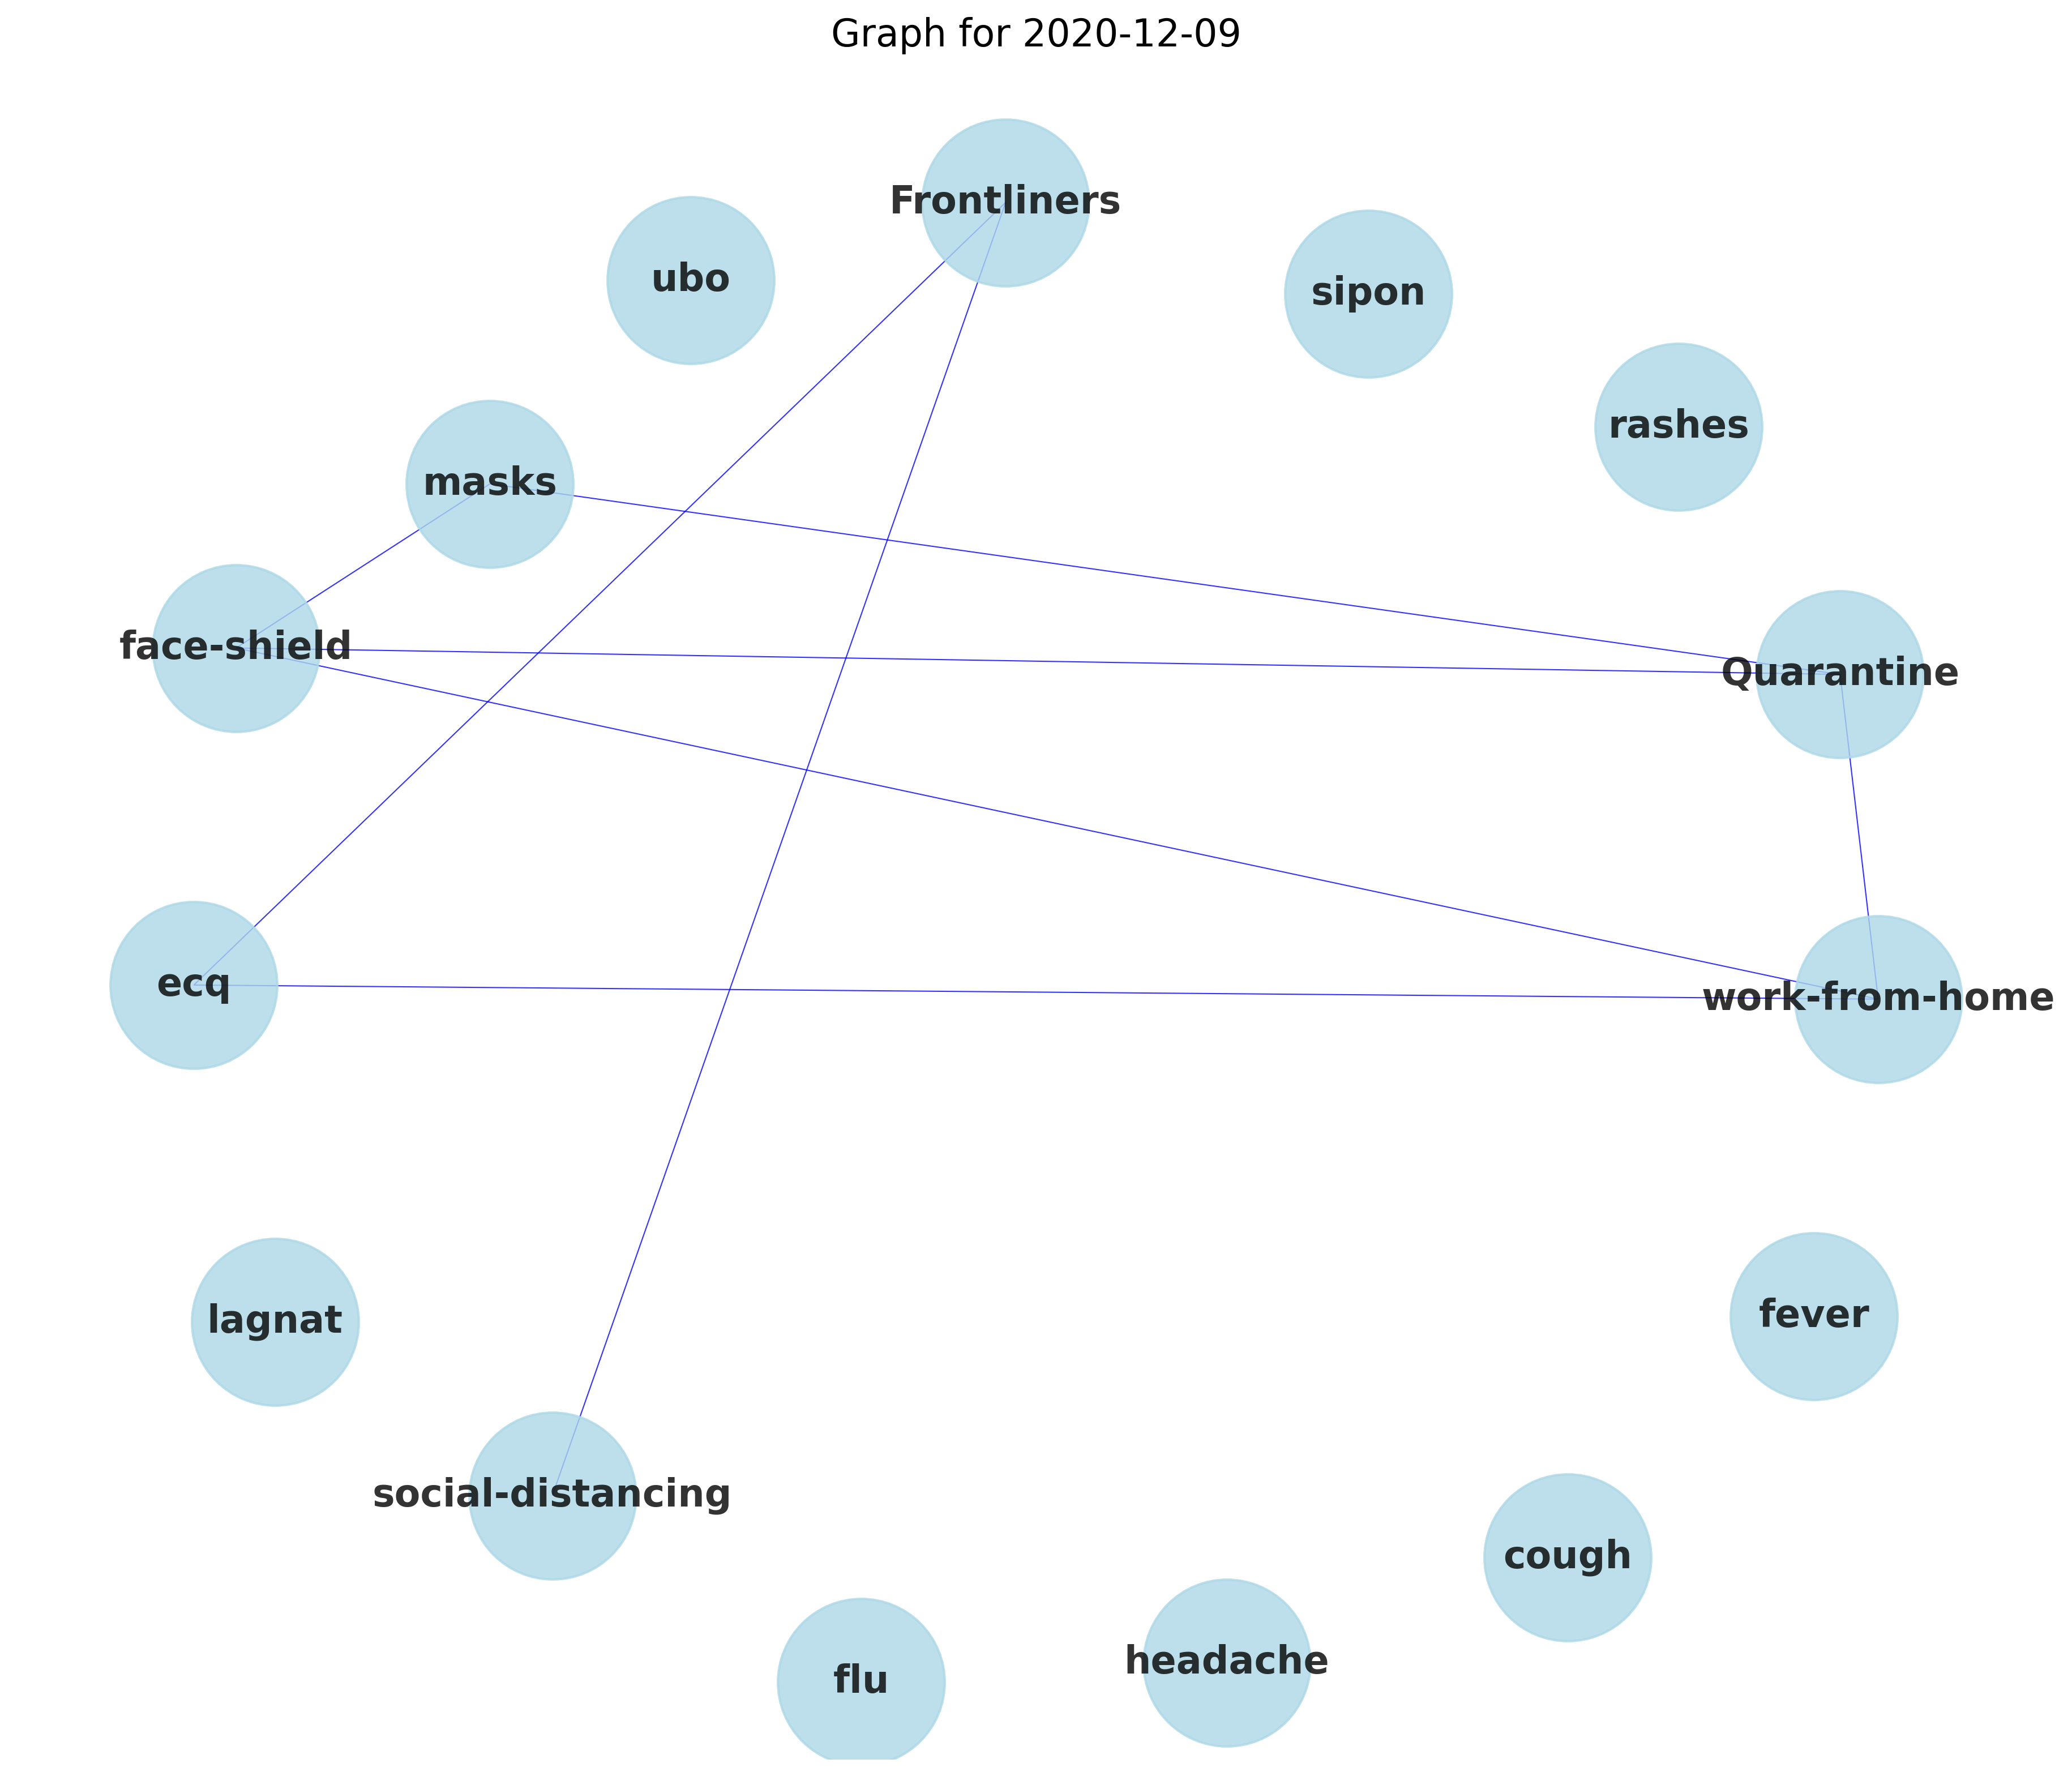 Graph for 2020-12-09
Frontliners
ubo
sipon
rashes
masks
face-shield
Quarantine
ecq
work-from-home
lagnat
fever
social-distancing
cough
headache
flu